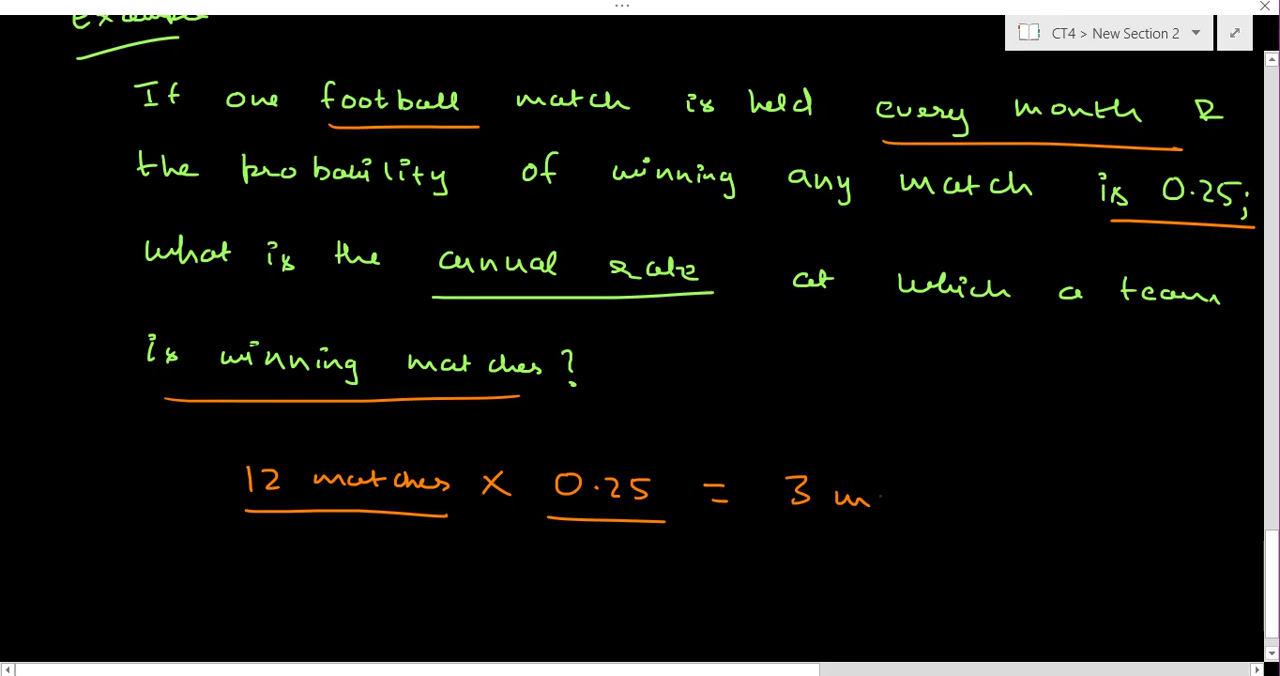 CT4 > New Section 2
example
If one football match is held every month &
the probability of winning any match is 0.25;
what is the annual rate at which a team
is winning matches?
12 matches × 0.25 = 3 m